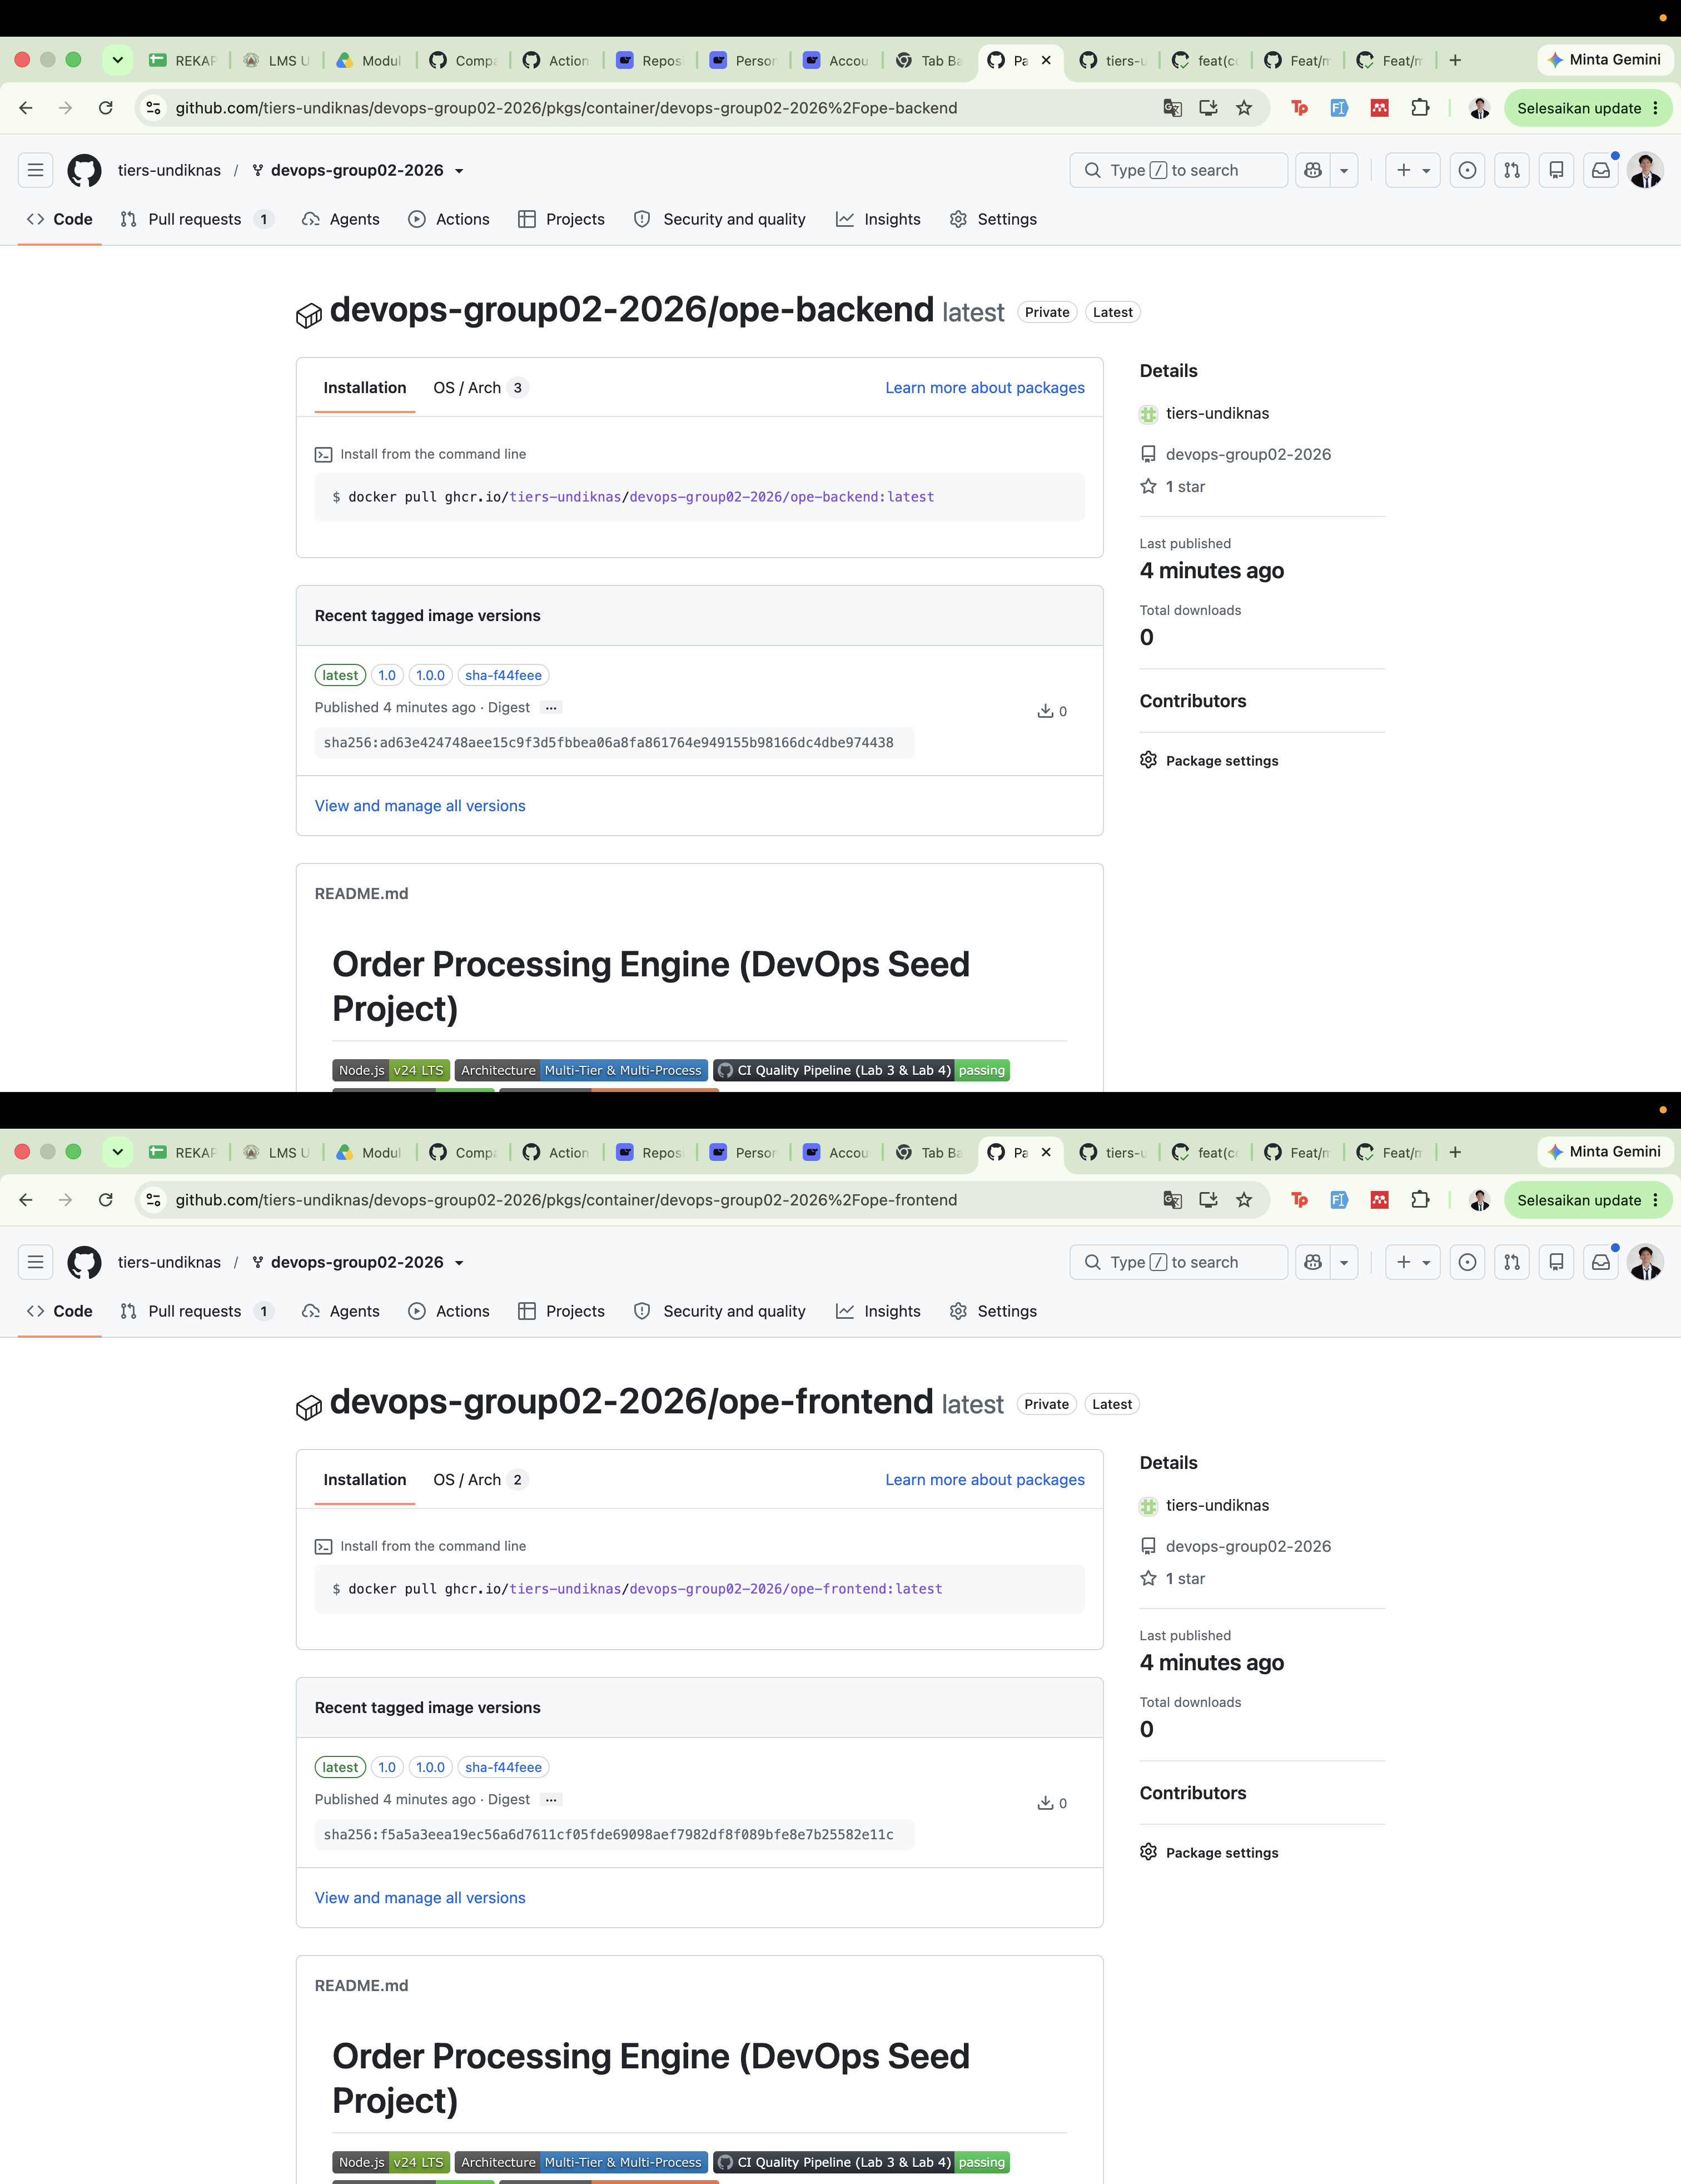 REKAP
LMS U
Modul
Compa
Action
Repos
Person
Accou
Tab Ba
Pa
tiers-u
feat(co
Feat/m
Feat/m
Minta Gemini
github.com/tiers-undiknas/devops-group02-2026/pkgs/container/devops-group02-2026%2Fope-backend
Selesaikan update
tiers-undiknas / devops-group02-2026
Type / to search
Code
Pull requests 1
Agents
Actions
Projects
Security and quality
Insights
Settings
devops-group02-2026/ope-backend latest Private Latest
Installation
OS / Arch 3
Learn more about packages
Install from the command line
$ docker pull ghcr.io/tiers-undiknas/devops-group02-2026/ope-backend:latest
Recent tagged image versions
latest 1.0 1.0.0 sha-f44feee
Published 4 minutes ago · Digest ...
0
sha256:ad63e424748aee15c9f3d5fbbea06a8fa861764e949155b98166dc4dbe974438
View and manage all versions
README.md
Order Processing Engine (DevOps Seed
Project)
Node.js v24 LTS Architecture Multi-Tier & Multi-Process CI Quality Pipeline (Lab 3 & Lab 4) passing
Details
tiers-undiknas
devops-group02-2026
1 star
Last published
4 minutes ago
Total downloads
0
Contributors
Package settings
REKAP
LMS U
Modul
Compa
Action
Repos
Person
Accou
Tab Ba
Pa
tiers-u
feat(co
Feat/m
Feat/m
Minta Gemini
github.com/tiers-undiknas/devops-group02-2026/pkgs/container/devops-group02-2026%2Fope-frontend
Selesaikan update
tiers-undiknas / devops-group02-2026
Type / to search
Code
Pull requests 1
Agents
Actions
Projects
Security and quality
Insights
Settings
devops-group02-2026/ope-frontend latest Private Latest
Installation
OS / Arch 2
Learn more about packages
Install from the command line
$ docker pull ghcr.io/tiers-undiknas/devops-group02-2026/ope-frontend:latest
Recent tagged image versions
latest 1.0 1.0.0 sha-f44feee
Published 4 minutes ago · Digest ...
0
sha256:f5a5a3eea19ec56a6d7611cf05fde69098aef7982df8f089bfe8e7b25582e11c
View and manage all versions
README.md
Order Processing Engine (DevOps Seed
Project)
Node.js v24 LTS Architecture Multi-Tier & Multi-Process CI Quality Pipeline (Lab 3 & Lab 4) passing
Details
tiers-undiknas
devops-group02-2026
1 star
Last published
4 minutes ago
Total downloads
0
Contributors
Package settings